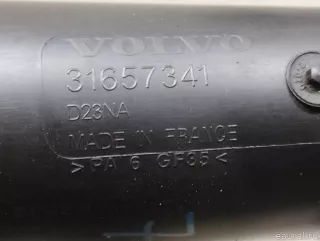 VOLVO
31657341
D23NA
MADE IN FRANCE
>PA 6 GF35<